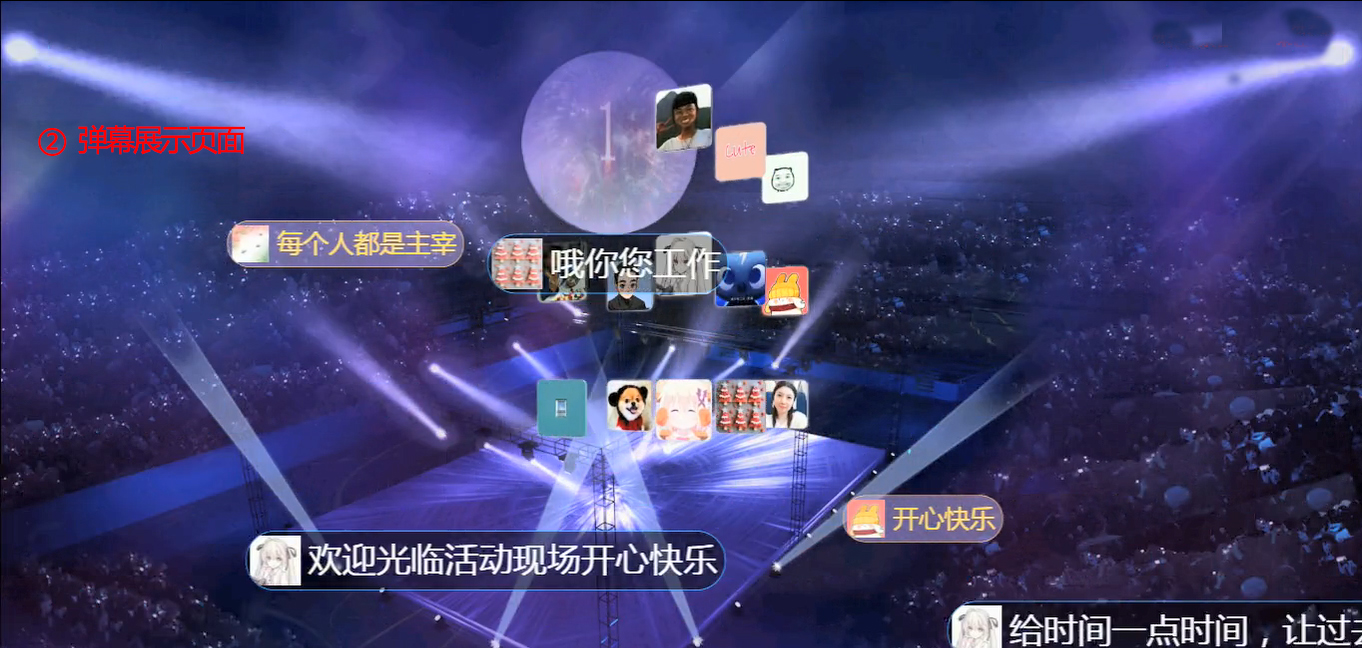 ② 弹幕展示页面
1
Cute
每个人都是主宰
哦你您工作
开心快乐
欢迎光临活动现场开心快乐
给时间一点时间，让过去